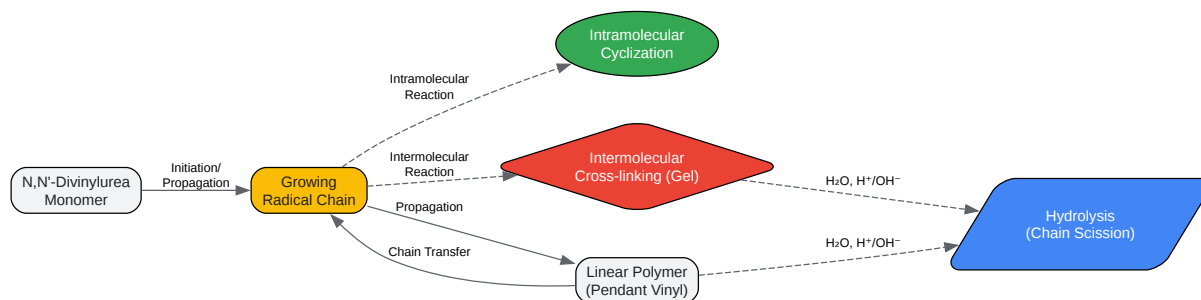 Intramolecular
Cyclization
Intramolecular
Reaction
Intermolecular
Reaction
Intermolecular
Cross-linking (Gel)
Initiation/
Propagation
N,N'-Divinylurea
Monomer
Growing
Radical Chain
H₂O, H⁺/OH⁻
Propagation
Hydrolysis
(Chain Scission)
H₂O, H⁺/OH⁻
Chain Transfer
Linear Polymer
(Pendant Vinyl)